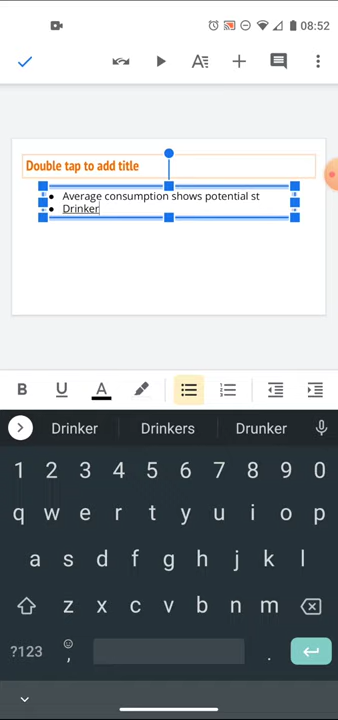 08:52
Double tap to add title
• Average consumption shows potential st
• Drinker
B U A
Drinker Drinkers Drunker
1 2 3 4 5 6 7 8 9 0
q w e r t y u i o p
a s d f g h j k l
z x c v b n m
?123 , .